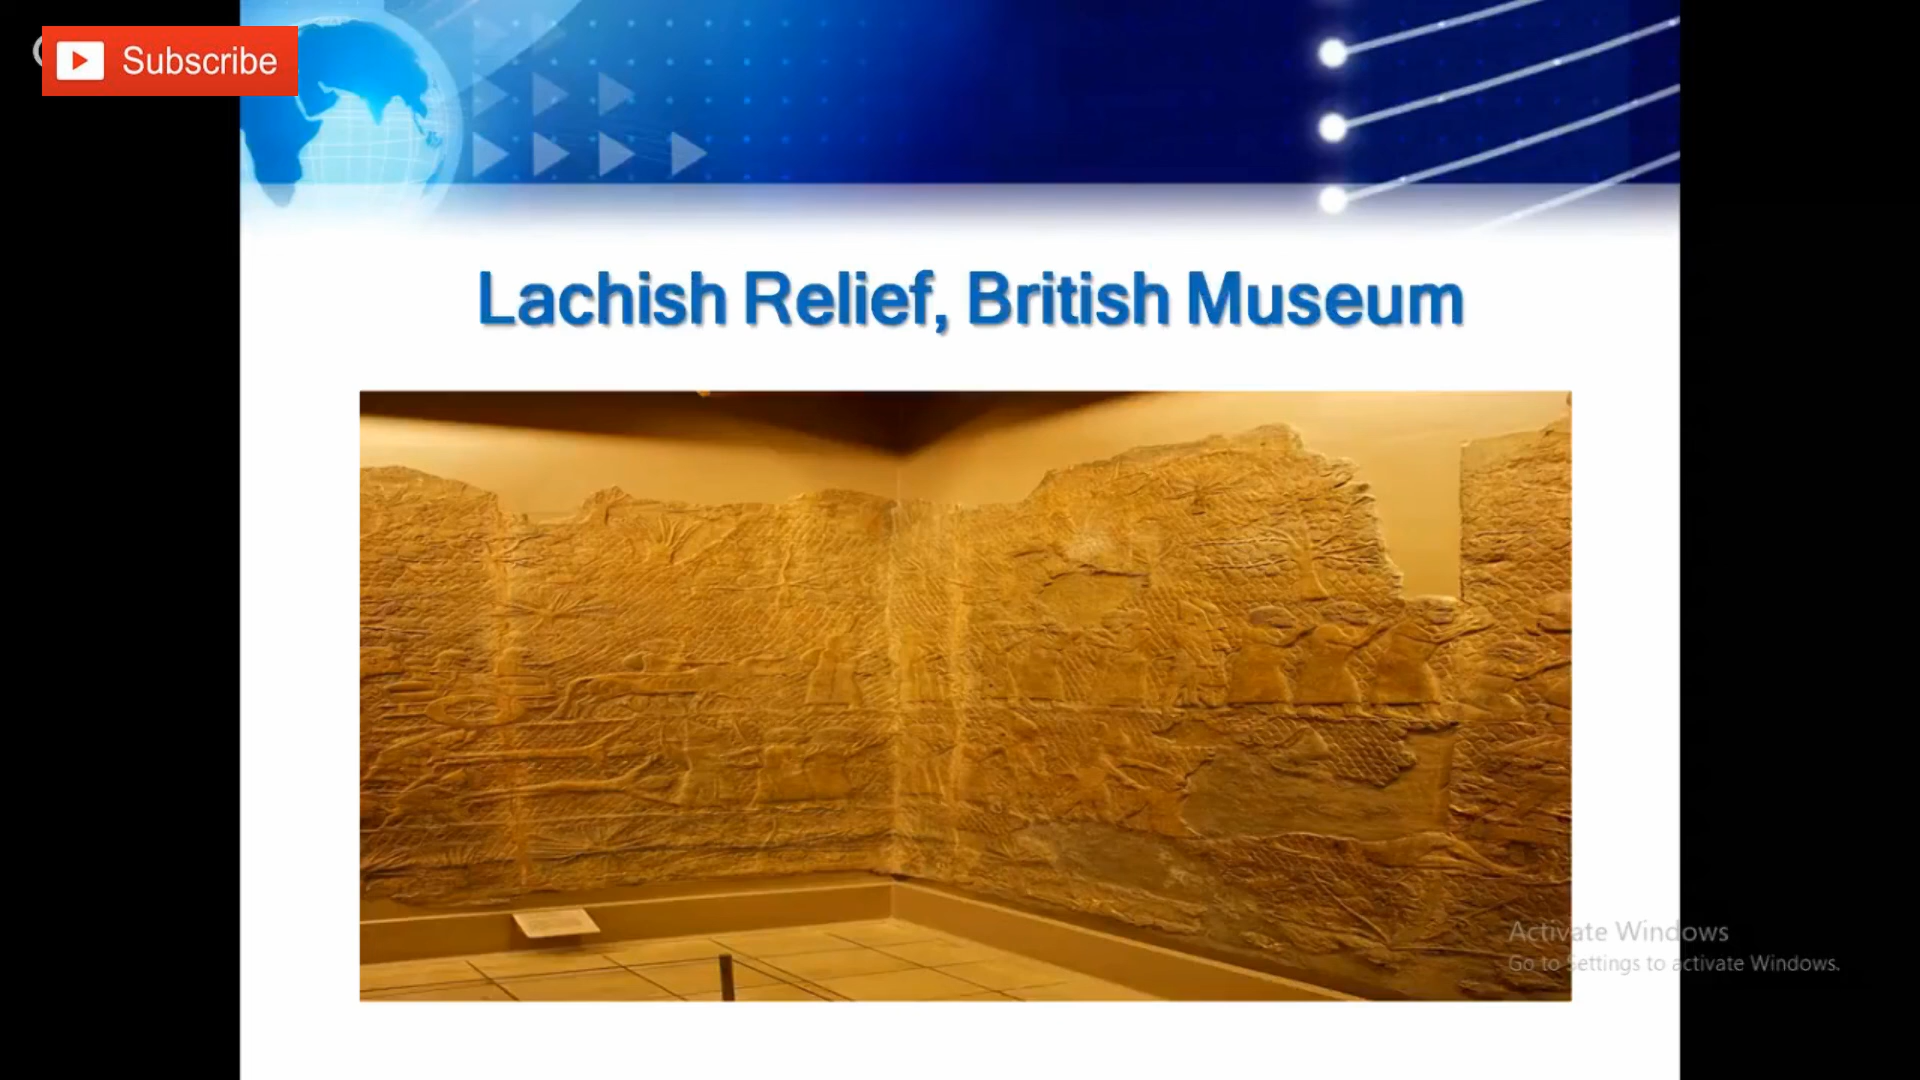 Subscribe
Lachish Relief, British Museum
Activate Windows
Go to Settings to activate Windows.